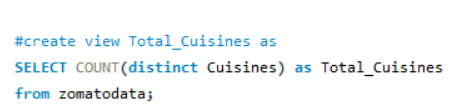 #create view Total_Cuisines as
SELECT COUNT(distinct Cuisines) as Total_Cuisines
from zomatodata;